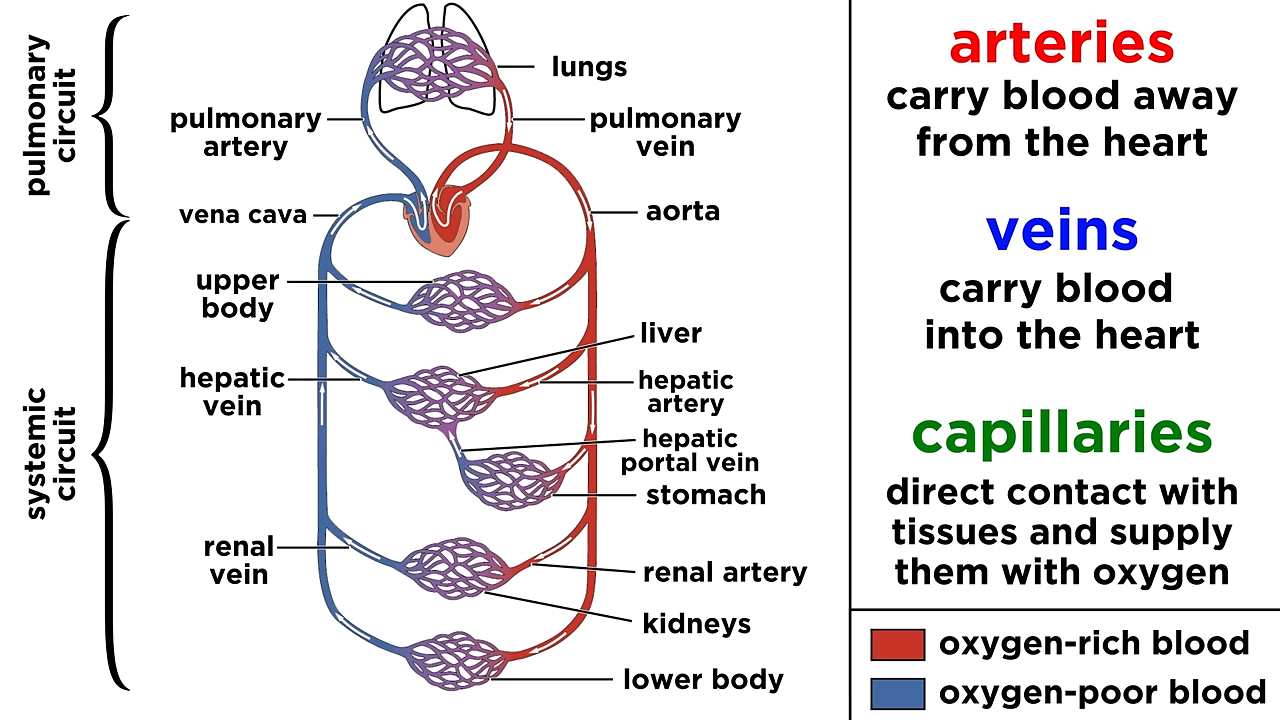 pulmonary
circuit
systemic
circuit
lungs
pulmonary
artery
pulmonary
vein
vena cava
aorta
upper
body
liver
hepatic
vein
hepatic
artery
hepatic
portal vein
stomach
renal
vein
renal artery
kidneys
lower body
arteries
carry blood away
from the heart
veins
carry blood
into the heart
capillaries
direct contact with
tissues and supply
them with oxygen
oxygen-rich blood
oxygen-poor blood